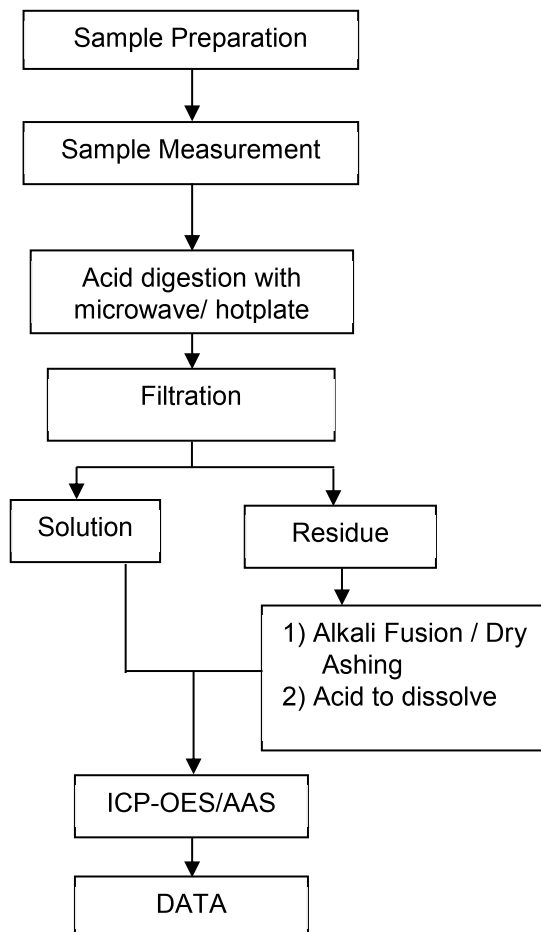 Sample Preparation
Sample Measurement
Acid digestion with
microwave/ hotplate
Filtration
Solution
Residue
1) Alkali Fusion / Dry
Ashing
2) Acid to dissolve
ICP-OES/AAS
DATA